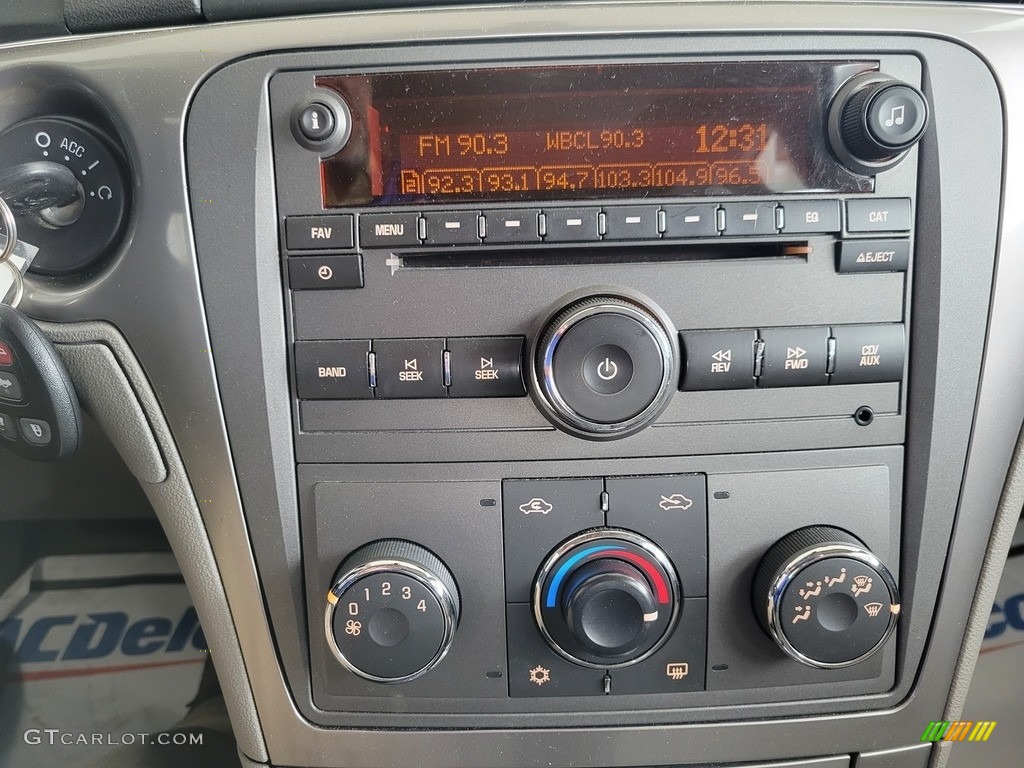 ACC
i
FM 90.3 WBCL90.3 12:31
92.3 93.1 94.7 103.3 104.9 96.5
FAV MENU EQ CAT
EJECT
BAND SEEK SEEK REV FWD CD/AUX
0 1 2 3 4
ACDel
GTCARLOT.COM